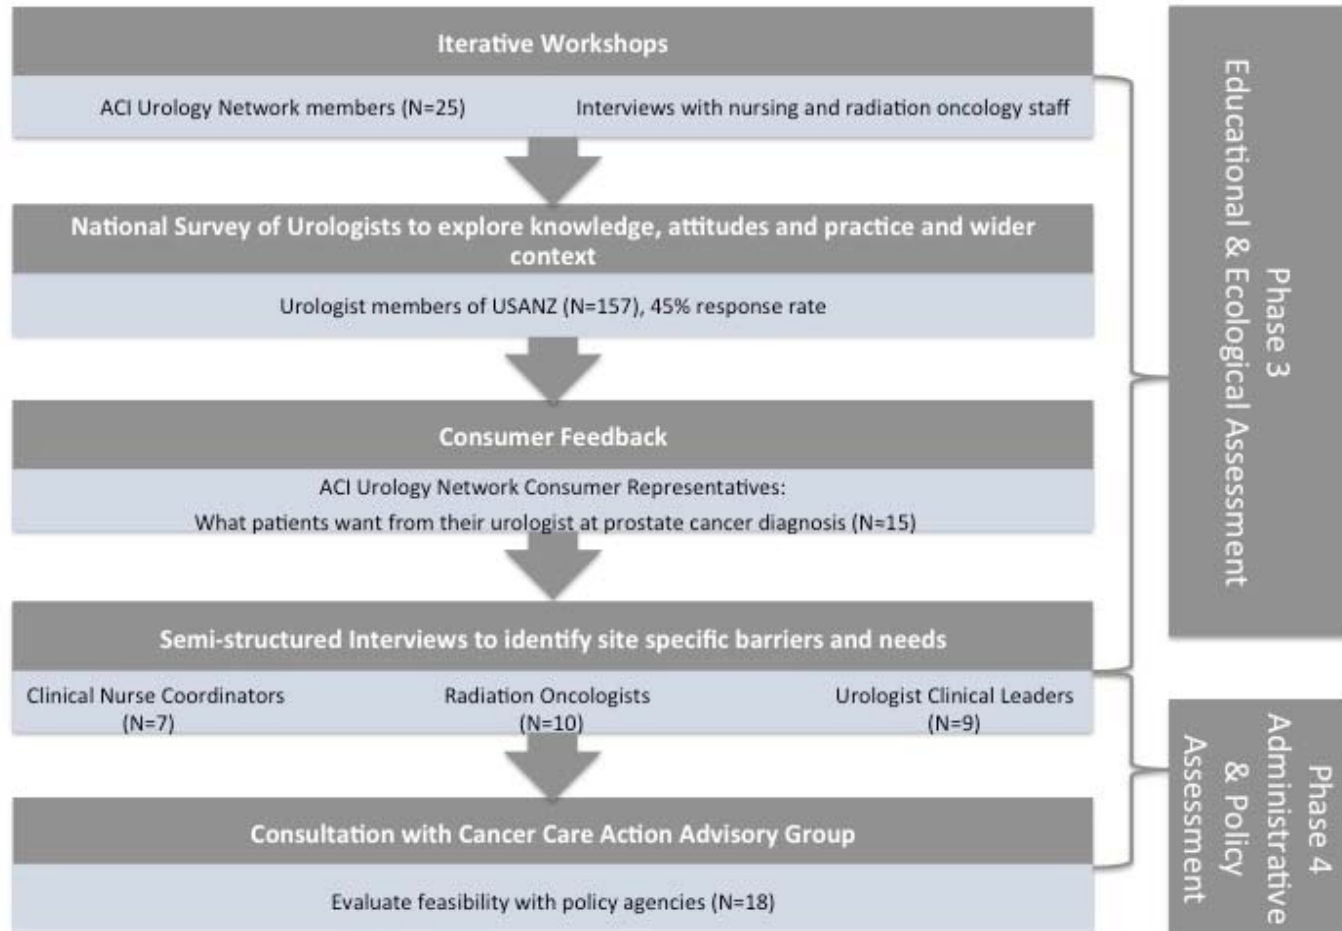 Iterative Workshops
ACI Urology Network members (N=25) Interviews with nursing and radiation oncology staff
National Survey of Urologists to explore knowledge, attitudes and practice and wider
context
Urologist members of USANZ (N=157), 45% response rate
Consumer Feedback
ACI Urology Network Consumer Representatives:
What patients want from their urologist at prostate cancer diagnosis (N=15)
Semi-structured Interviews to identify site specific barriers and needs
Clinical Nurse Coordinators
(N=7)
Radiation Oncologists
(N=10)
Urologist Clinical Leaders
(N=9)
Consultation with Cancer Care Action Advisory Group
Evaluate feasibility with policy agencies (N=18)
Phase 3
Educational & Ecological Assessment
Phase 4
Administrative
& Policy
Assessment